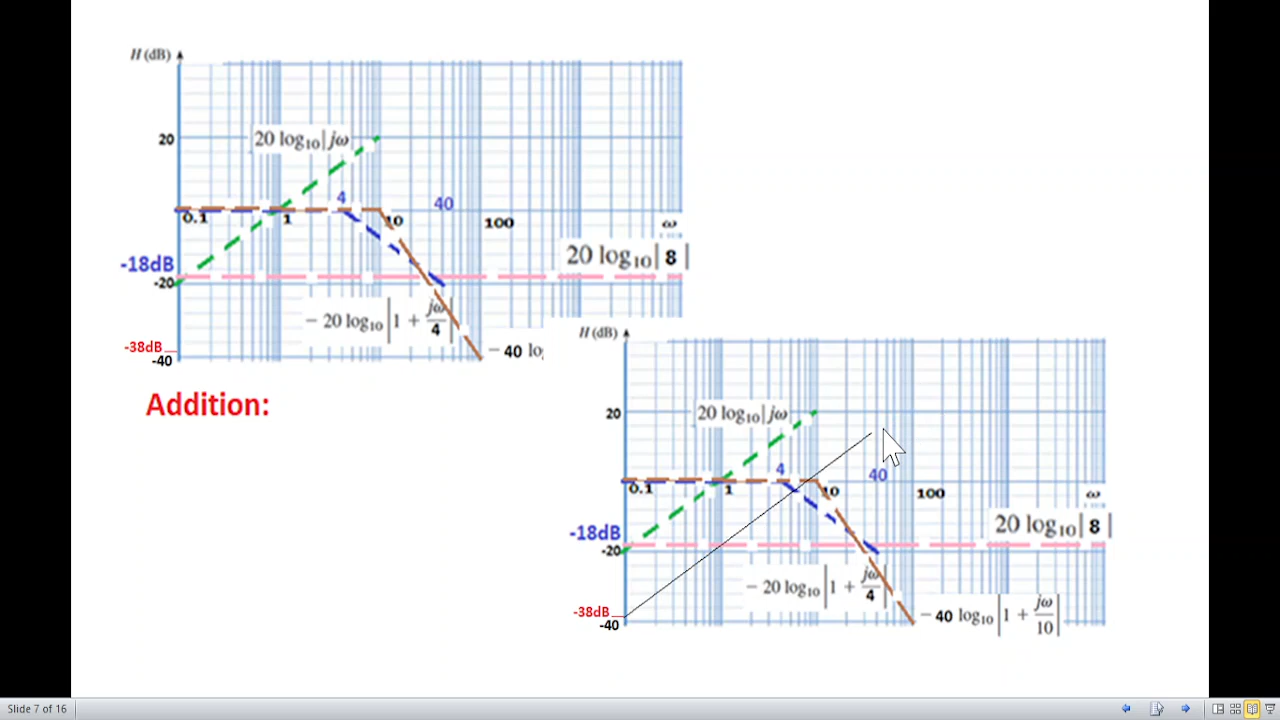 H (dB)
20
20 log10|jω
4
40
0.1
1
10
100
ω
20 log10| 8 |
-18dB
-20
− 20 log10|1 + jω/4|
-38dB
-40
− 40 lo
Addition:
H (dB)
20
20 log10|jω
4
40
0.1
1
10
100
ω
20 log10| 8 |
-18dB
-20
− 20 log10|1 + jω/4|
-38dB
-40
− 40 log10|1 + jω/10|
Slide 7 of 16